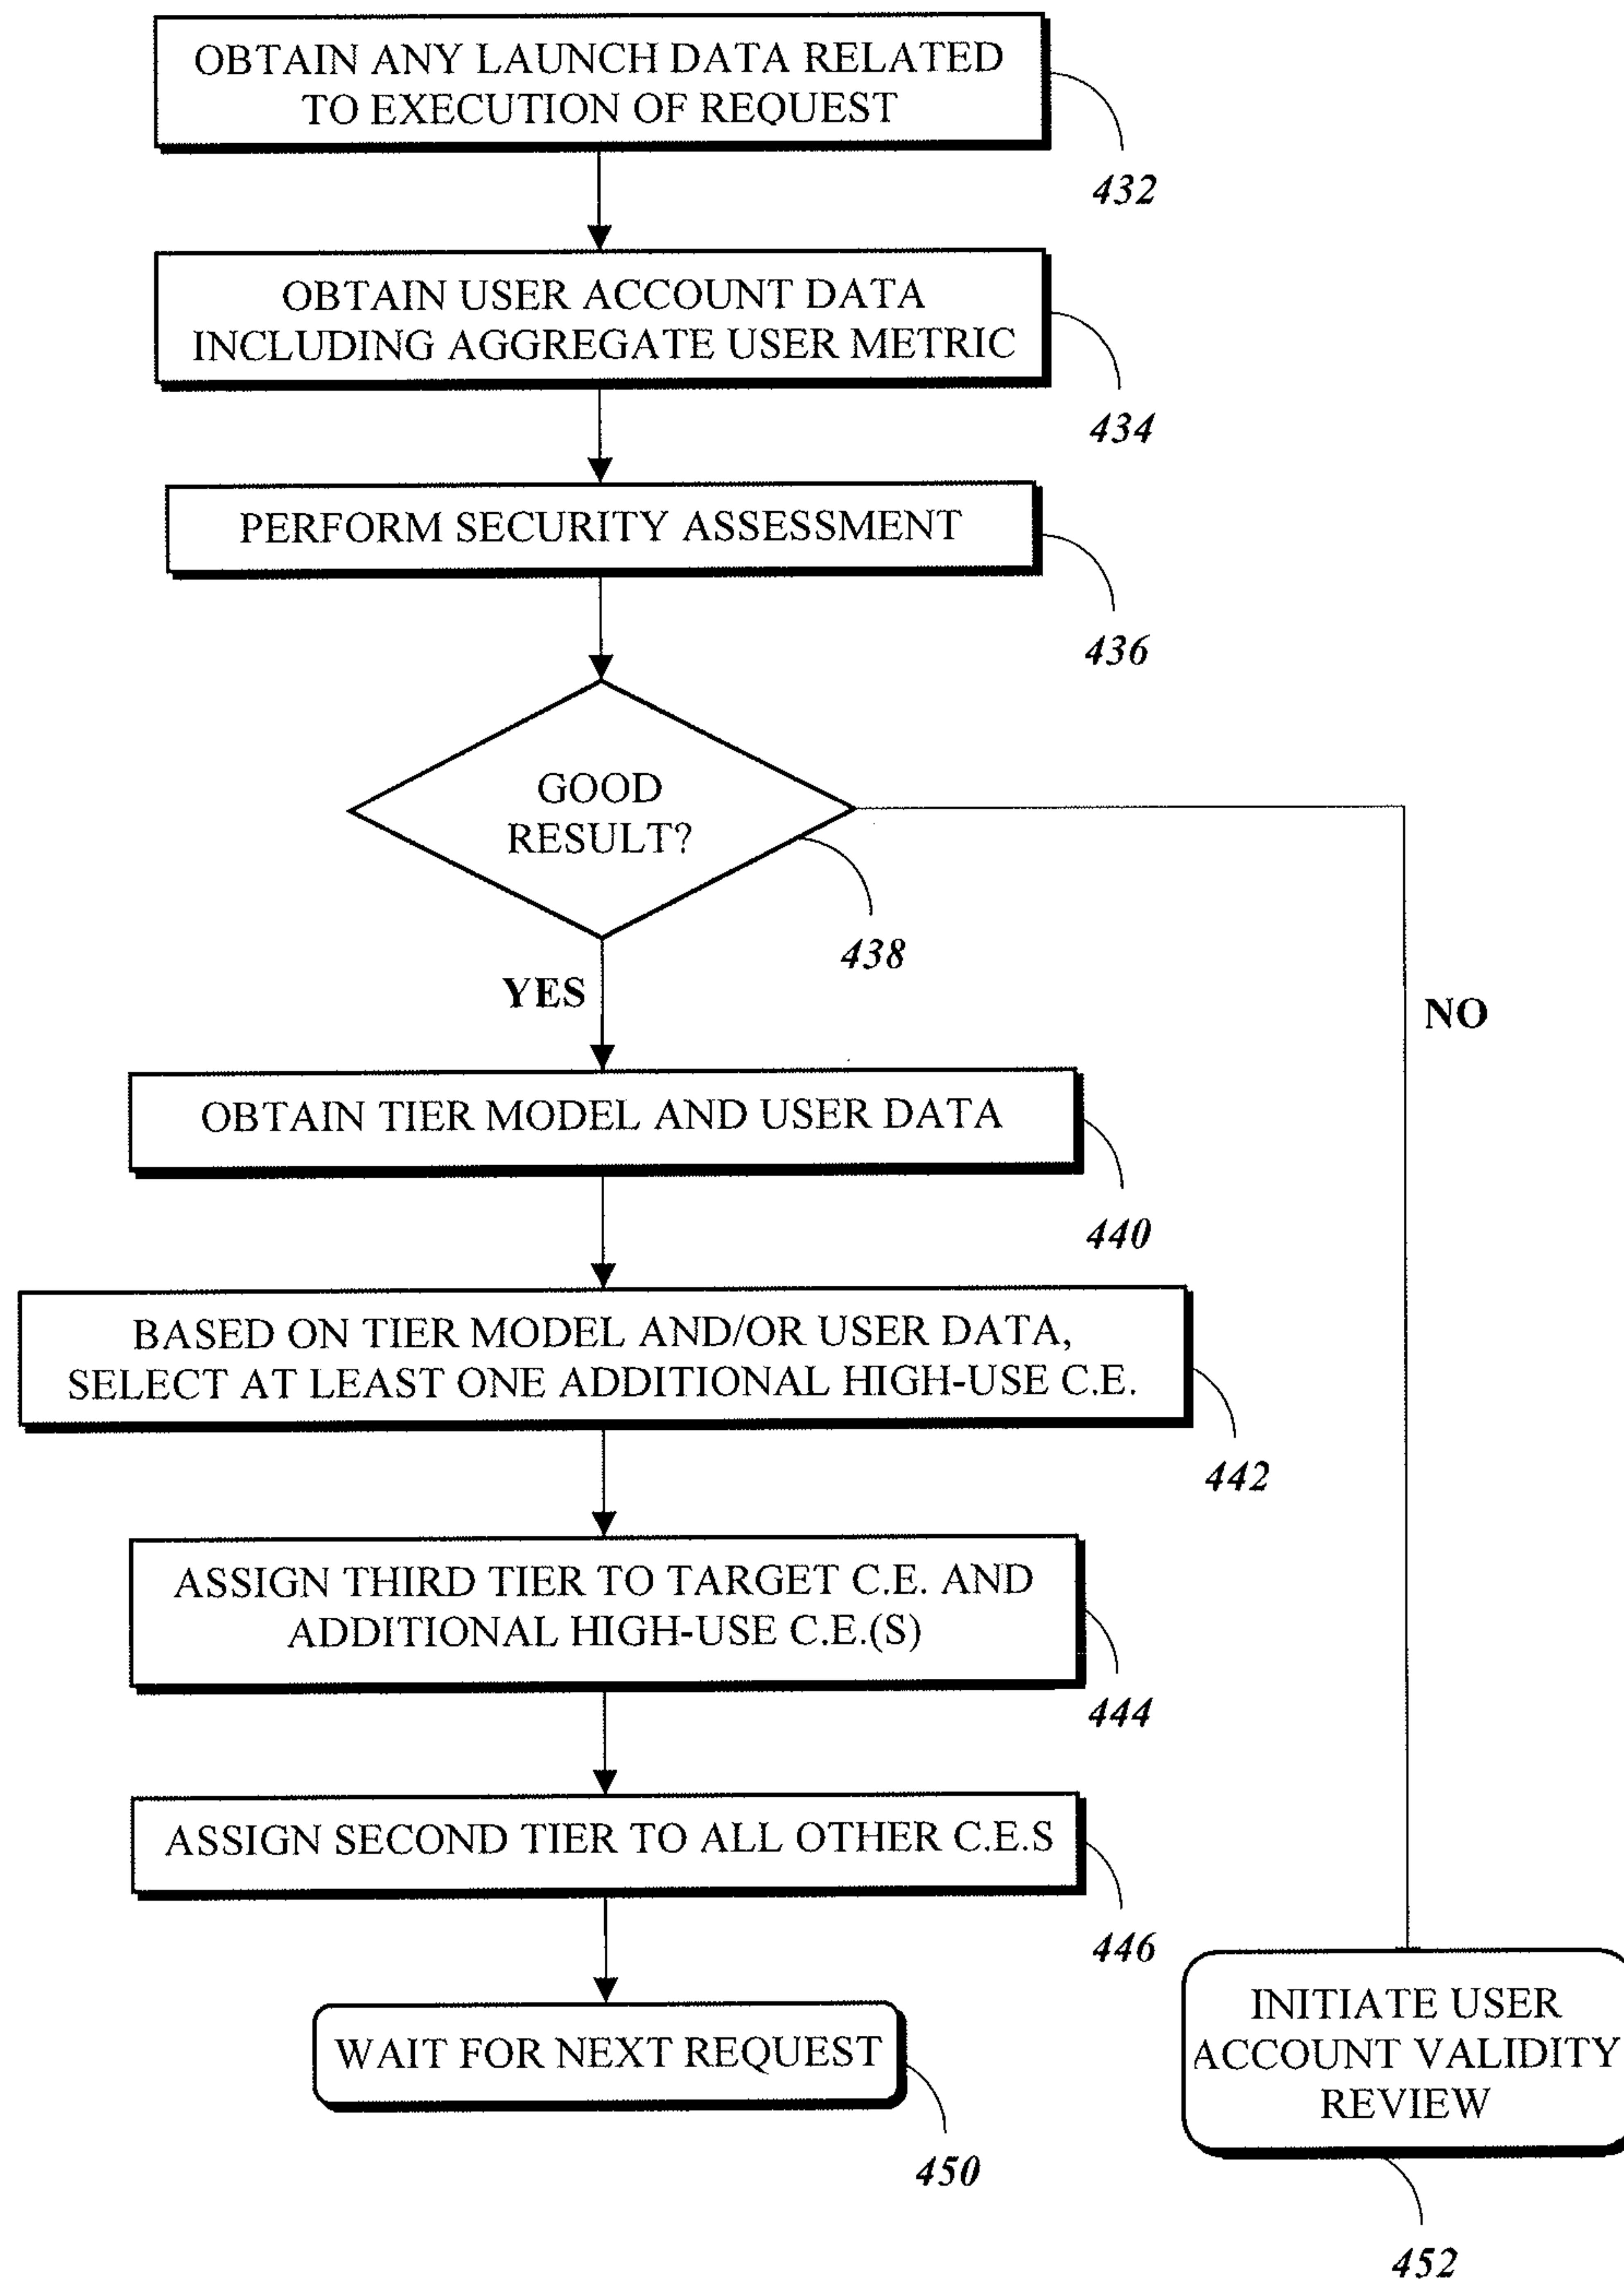 OBTAIN ANY LAUNCH DATA RELATED
TO EXECUTION OF REQUEST
432
OBTAIN USER ACCOUNT DATA
INCLUDING AGGREGATE USER METRIC
434
PERFORM SECURITY ASSESSMENT
436
GOOD
RESULT?
438
YES
NO
OBTAIN TIER MODEL AND USER DATA
440
BASED ON TIER MODEL AND/OR USER DATA,
SELECT AT LEAST ONE ADDITIONAL HIGH-USE C.E.
442
ASSIGN THIRD TIER TO TARGET C.E. AND
ADDITIONAL HIGH-USE C.E.(S)
444
ASSIGN SECOND TIER TO ALL OTHER C.E.S
446
WAIT FOR NEXT REQUEST
450
INITIATE USER
ACCOUNT VALIDITY
REVIEW
452